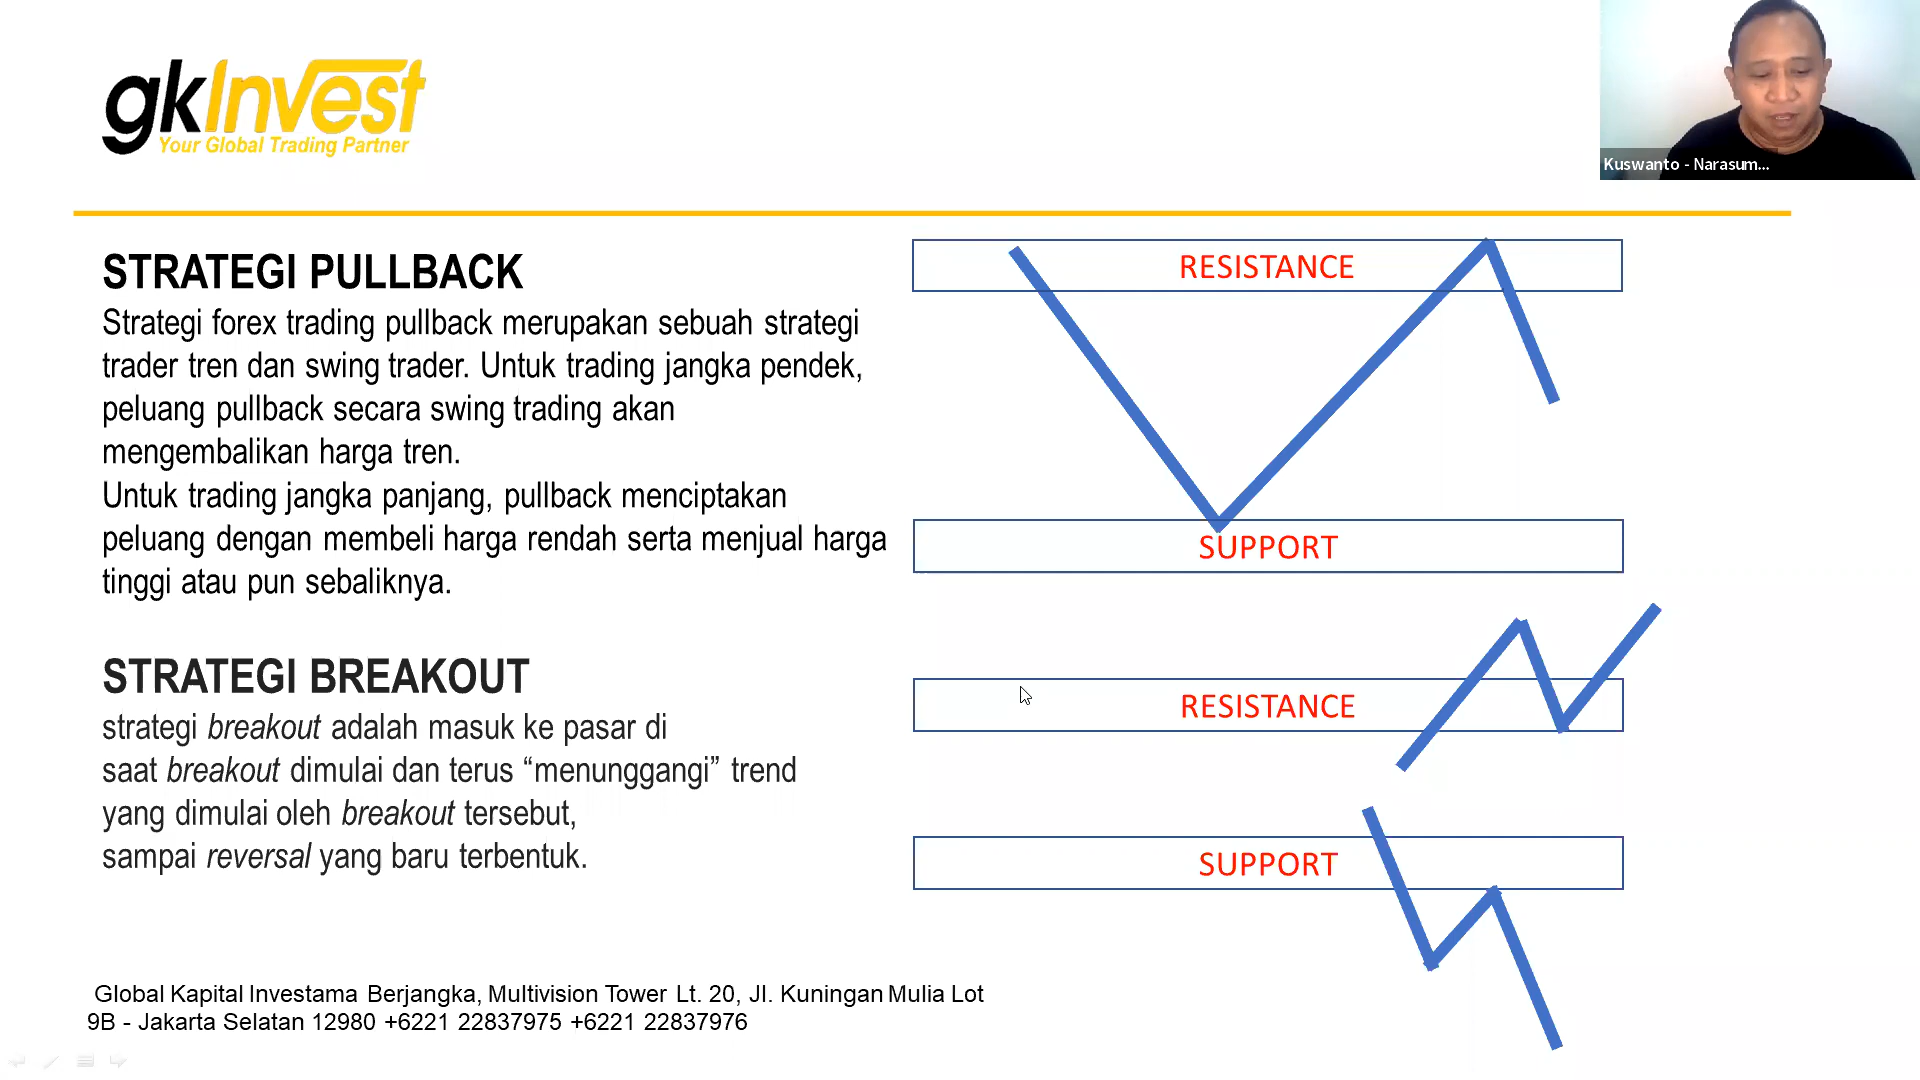 gkInvest
Your Global Trading Partner
Kuswanto - Narasum...
STRATEGI PULLBACK
Strategi forex trading pullback merupakan sebuah strategi
trader tren dan swing trader. Untuk trading jangka pendek,
peluang pullback secara swing trading akan
mengembalikan harga tren.
Untuk trading jangka panjang, pullback menciptakan
peluang dengan membeli harga rendah serta menjual harga
tinggi atau pun sebaliknya.
RESISTANCE
SUPPORT
STRATEGI BREAKOUT
strategi breakout adalah masuk ke pasar di
saat breakout dimulai dan terus “menunggangi” trend
yang dimulai oleh breakout tersebut,
sampai reversal yang baru terbentuk.
RESISTANCE
SUPPORT
Global Kapital Investama Berjangka, Multivision Tower Lt. 20, Jl. Kuningan Mulia Lot
9B - Jakarta Selatan 12980 +6221 22837975 +6221 22837976